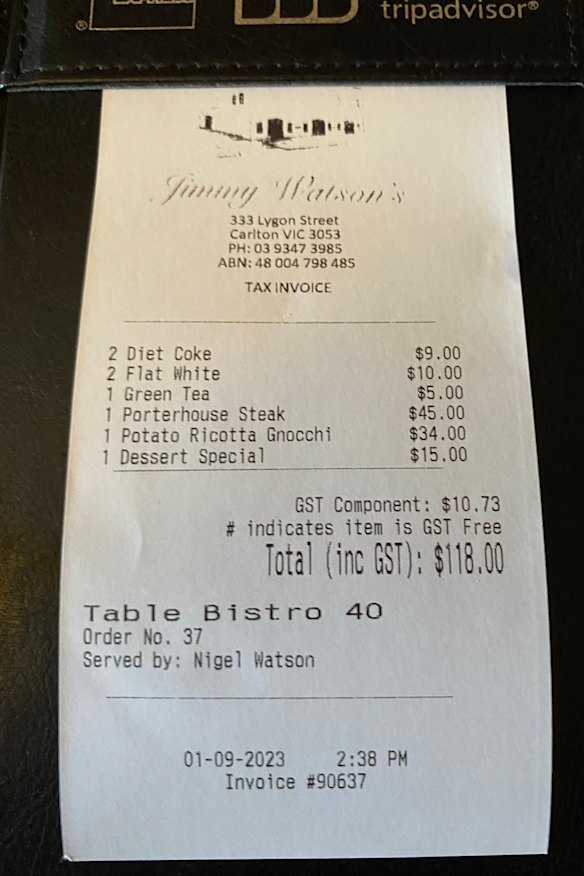 tripadvisor®
®
Jimmy Watson's
333 Lygon Street
Carlton VIC 3053
PH: 03 9347 3985
ABN: 48 004 798 485
TAX INVOICE
2 Diet Coke $9.00
2 Flat White $10.00
1 Green Tea $5.00
1 Porterhouse Steak $45.00
1 Potato Ricotta Gnocchi $34.00
1 Dessert Special $15.00
GST Component: $10.73
# indicates item is GST Free
Total (inc GST): $118.00
Table Bistro 40
Order No. 37
Served by: Nigel Watson
01-09-2023 2:38 PM
Invoice #90637